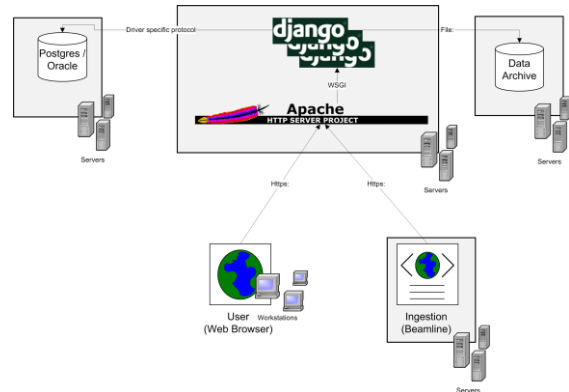 Driver specific protocol
File:
Postgres /
Oracle
django
django
django
Data
Archive
WSGI
Apache
HTTP SERVER PROJECT
Servers
Servers
Servers
Https:
Https:
User
(Web Browser)
Workstations
Ingestion
(Beamline)
Servers